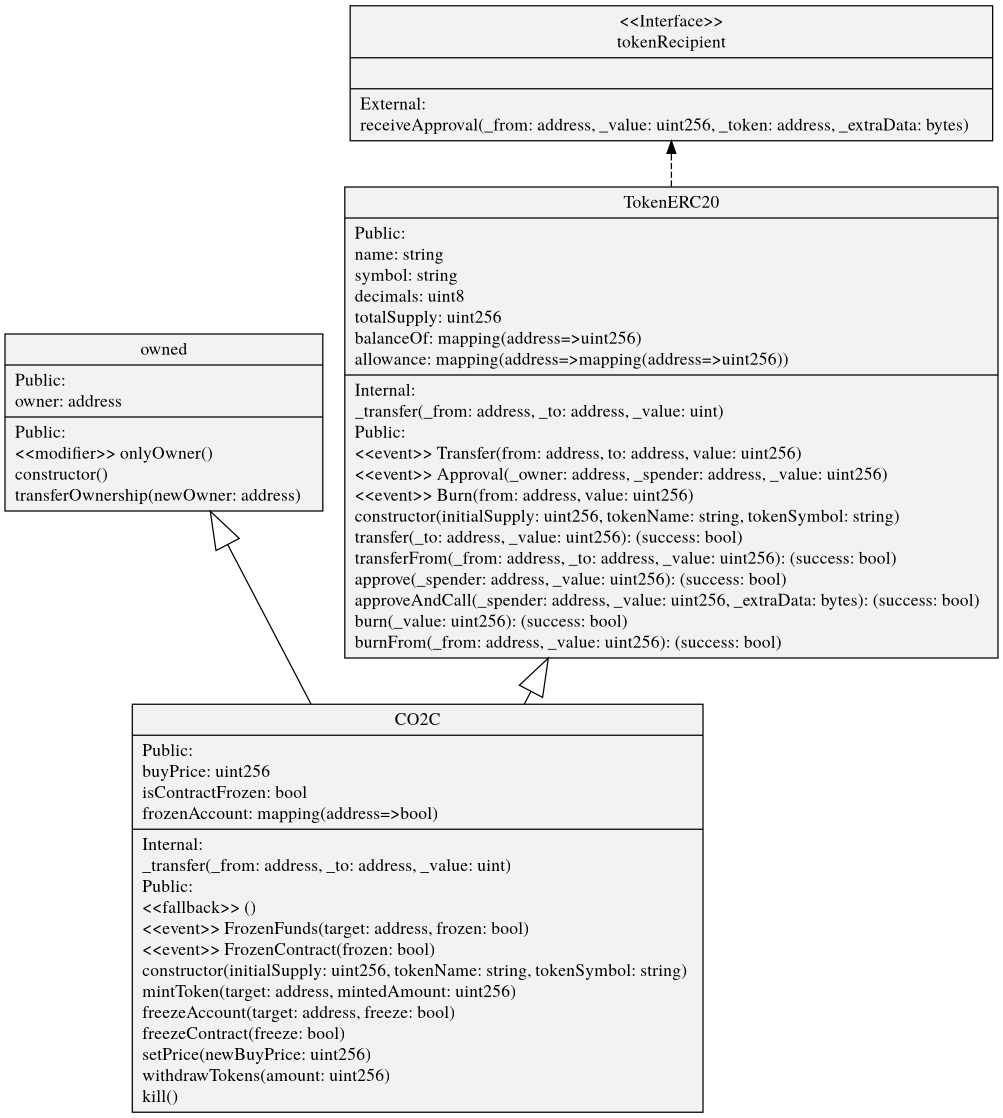 <<Interface>>
tokenRecipient
External:
receiveApproval(_from: address, _value: uint256, _token: address, _extraData: bytes)
TokenERC20
Public:
name: string
symbol: string
decimals: uint8
totalSupply: uint256
balanceOf: mapping(address=>uint256)
allowance: mapping(address=>mapping(address=>uint256))
Internal:
_transfer(_from: address, _to: address, _value: uint)
Public:
<<event>> Transfer(from: address, to: address, value: uint256)
<<event>> Approval(_owner: address, _spender: address, _value: uint256)
<<event>> Burn(from: address, value: uint256)
constructor(initialSupply: uint256, tokenName: string, tokenSymbol: string)
transfer(_to: address, _value: uint256): (success: bool)
transferFrom(_from: address, _to: address, _value: uint256): (success: bool)
approve(_spender: address, _value: uint256): (success: bool)
approveAndCall(_spender: address, _value: uint256, _extraData: bytes): (success: bool)
burn(_value: uint256): (success: bool)
burnFrom(_from: address, _value: uint256): (success: bool)
owned
Public:
owner: address
Public:
<<modifier>> onlyOwner()
constructor()
transferOwnership(newOwner: address)
CO2C
Public:
buyPrice: uint256
isContractFrozen: bool
frozenAccount: mapping(address=>bool)
Internal:
_transfer(_from: address, _to: address, _value: uint)
Public:
<<fallback>> ()
<<event>> FrozenFunds(target: address, frozen: bool)
<<event>> FrozenContract(frozen: bool)
constructor(initialSupply: uint256, tokenName: string, tokenSymbol: string)
mintToken(target: address, mintedAmount: uint256)
freezeAccount(target: address, freeze: bool)
freezeContract(freeze: bool)
setPrice(newBuyPrice: uint256)
withdrawTokens(amount: uint256)
kill()